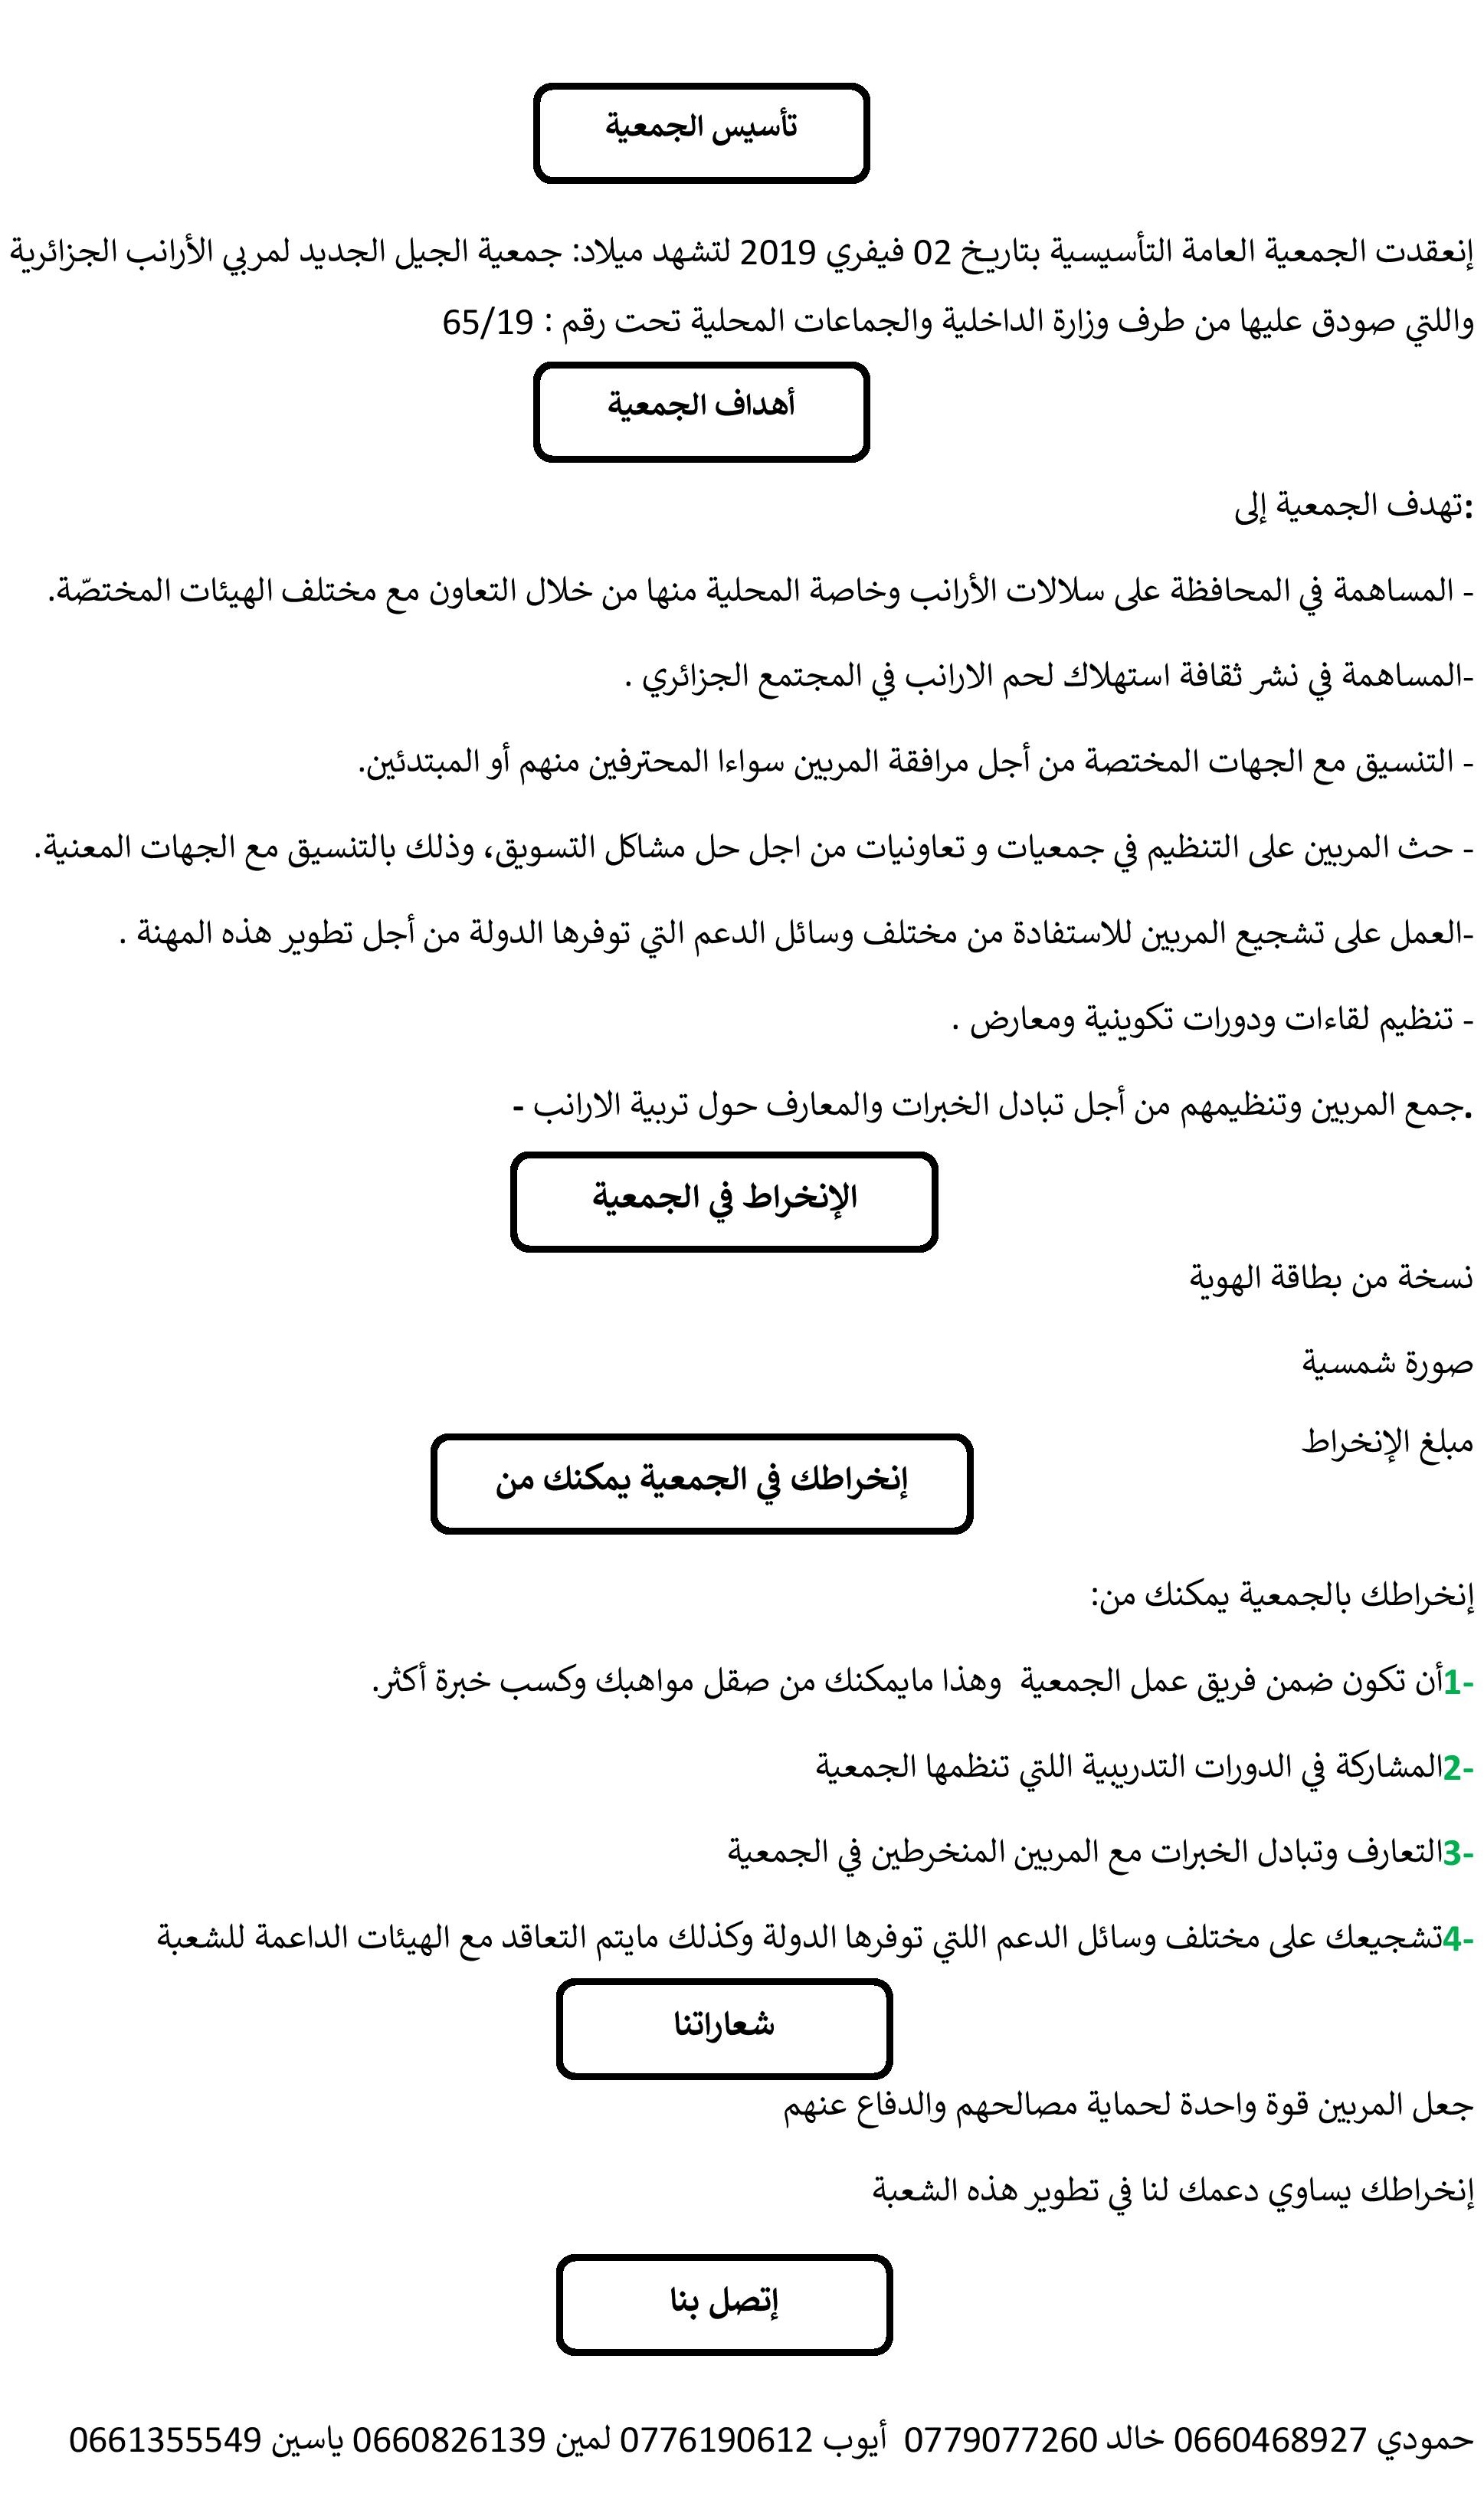 تأسيس الجمعية
إنعقدت الجمعية العامة التأسيسية بتاريخ 02 فيفري 2019 لتشهد ميلاد: جمعية الجيل الجديد لمربي الأرانب الجزائرية
واللتي صودق عليها من طرف وزارة الداخلية والجماعات المحلية تحت رقم : 65/19
أهداف الجمعية
:تهدف الجمعية إلى
- المساهمة في المحافظة على سلالات الأرانب وخاصة المحلية منها من خلال التعاون مع مختلف الهيئات المختصّة.
-المساهمة في نشر ثقافة استهلاك لحم الارانب في المجتمع الجزائري .
- التنسيق مع الجهات المختصة من أجل مرافقة المربين سواءا المحترفين منهم أو المبتدئين.
- حث المربين على التنظيم في جمعيات و تعاونيات من اجل حل مشاكل التسويق، وذلك بالتنسيق مع الجهات المعنية.
-العمل على تشجيع المربين للاستفادة من مختلف وسائل الدعم التي توفرها الدولة من أجل تطوير هذه المهنة .
- تنظيم لقاءات ودورات تكوينية ومعارض .
.جمع المربين وتنظيمهم من أجل تبادل الخبرات والمعارف حول تربية الارانب -
الإنخراط في الجمعية
نسخة من بطاقة الهوية
صورة شمسية
مبلغ الإنخراط
إنخراطك في الجمعية يمكنك من
إنخراطك بالجمعية يمكنك من:
-1أن تكون ضمن فريق عمل الجمعية  وهذا مايمكنك من صقل مواهبك وكسب خبرة أكثر.
-2المشاركة في الدورات التدريبية اللتي تنظمها الجمعية
-3التعارف وتبادل الخبرات مع المربين المنخرطين في الجمعية
-4تشجيعك على مختلف وسائل الدعم اللتي توفرها الدولة وكذلك مايتم التعاقد مع الهيئات الداعمة للشعبة
شعاراتنا
جعل المربين قوة واحدة لحماية مصالحهم والدفاع عنهم
إنخراطك يساوي دعمك لنا في تطوير هذه الشعبة
إتصل بنا
حمودي 0660468927 خالد 0779077260  أيوب 0776190612 لمين 0660826139 ياسين 0661355549